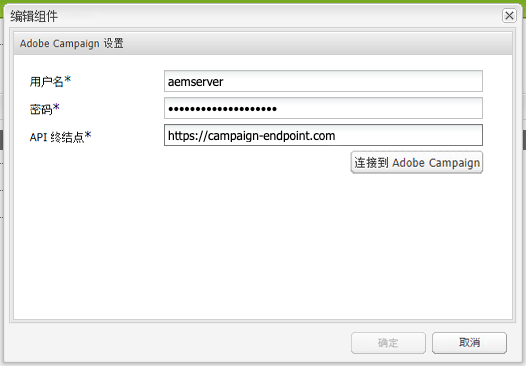 编辑组件
Adobe Campaign 设置
用户名*
aemserver
密码*
••••••••••••••••••••
API 终结点*
https://campaign-endpoint.com
连接到 Adobe Campaign
确定
取消